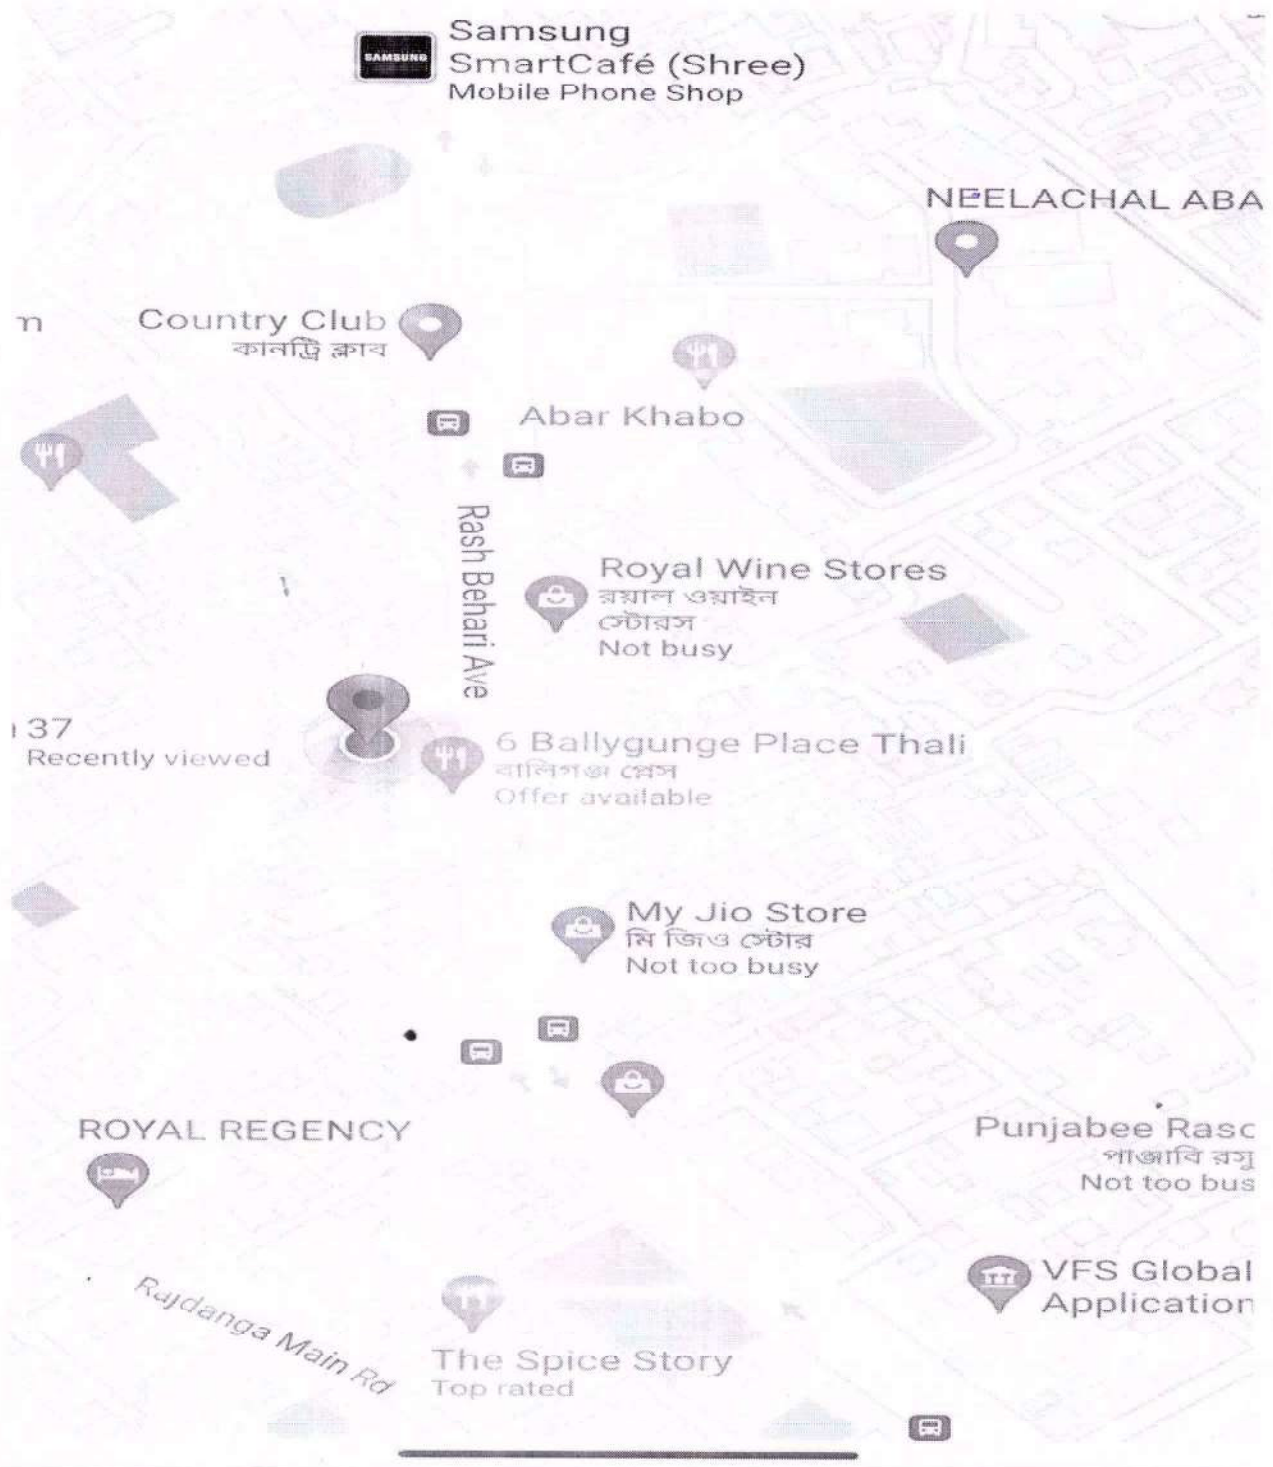 Samsung
SAMSUNG
SmartCafé (Shree)
Mobile Phone Shop
NEELACHAL ABA
n
Country Club
কানট্রি ক্লাব
Abar Khabo
Rash Behari Ave
Royal Wine Stores
রয়াল ওয়াইন
স্টোরস
Not busy
37
Recently viewed
6 Ballygunge Place Thali
বালিগঞ্জ প্লেস
Offer available
My Jio Store
মি জিও স্টোর
Not too busy
ROYAL REGENCY
Punjabee Raso
পাঞ্জাবি রসু
Not too bus
VFS Global
Application
Rajdanga Main Rd
The Spice Story
Top rated